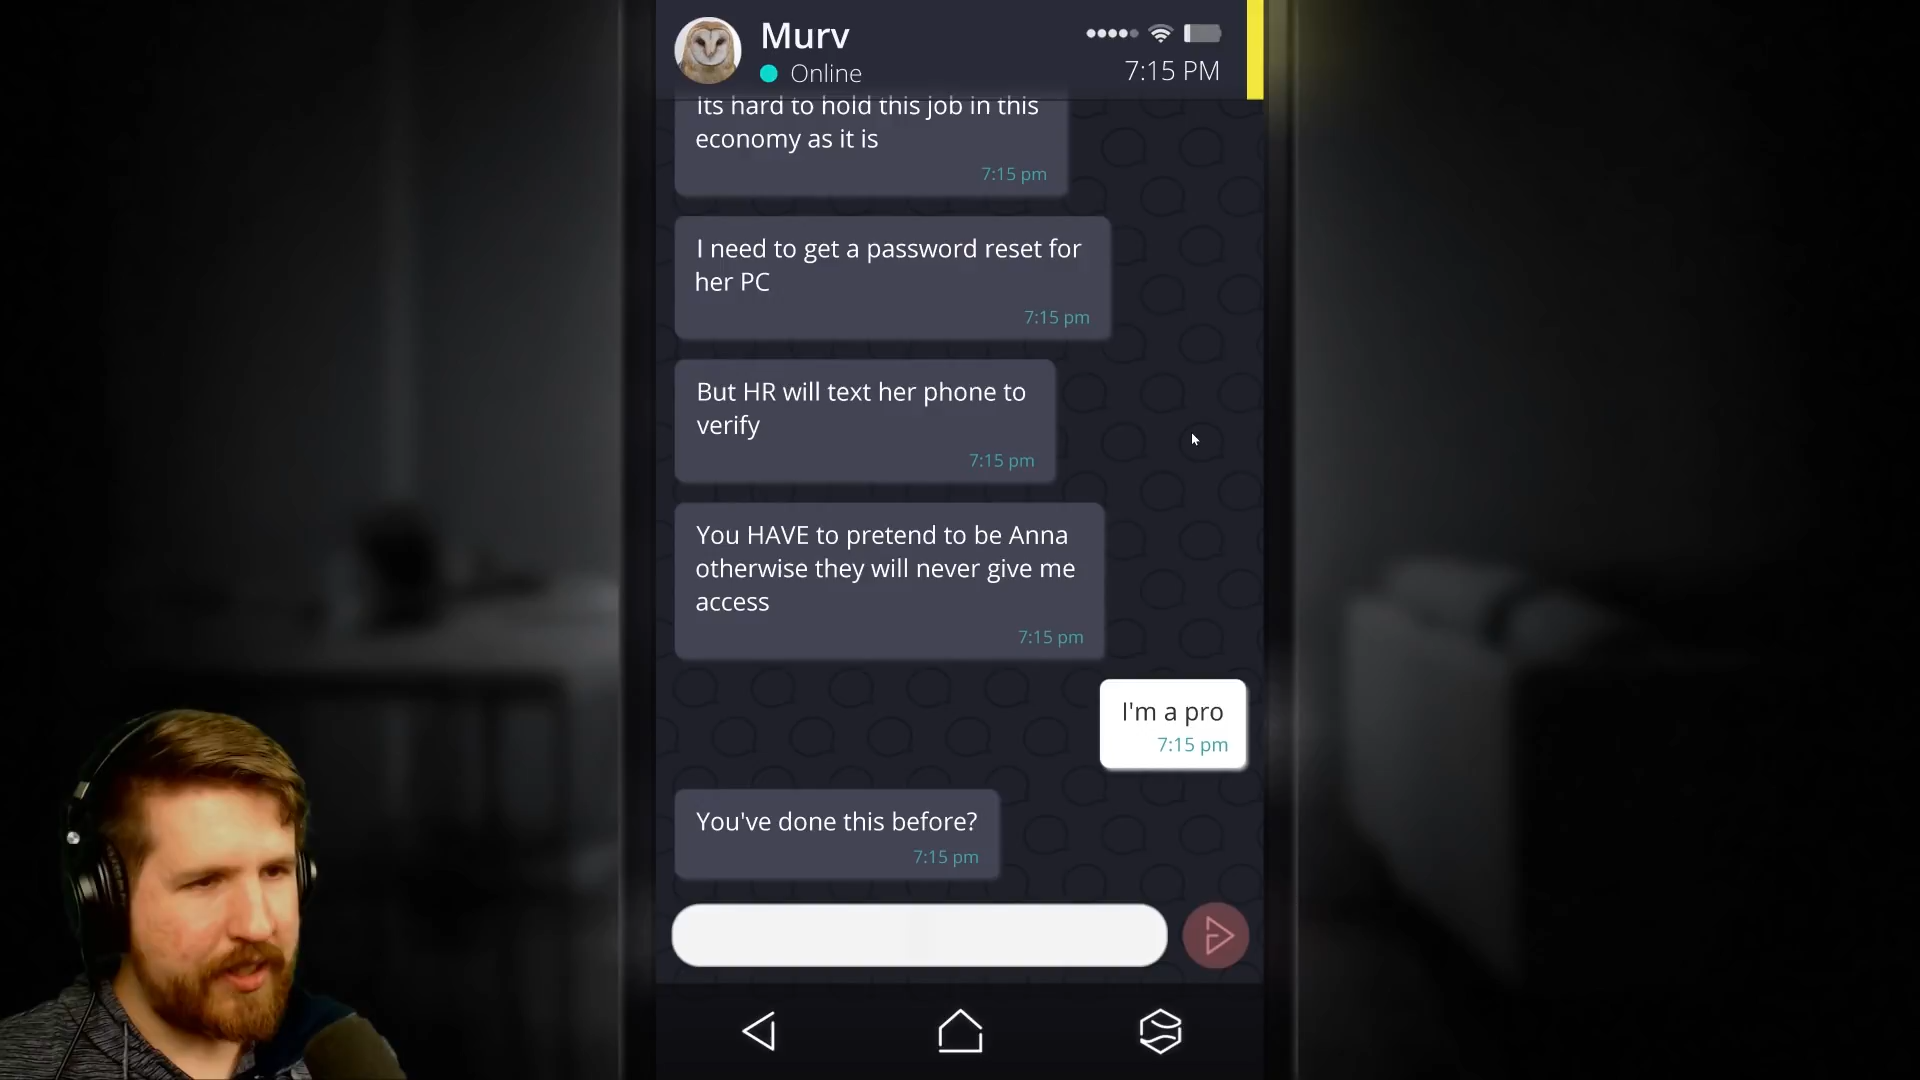 Murv
Online
7:15 PM
its hard to hold this job in this
economy as it is
7:15 pm
I need to get a password reset for
her PC
7:15 pm
But HR will text her phone to
verify
7:15 pm
You HAVE to pretend to be Anna
otherwise they will never give me
access
7:15 pm
I'm a pro
7:15 pm
You've done this before?
7:15 pm